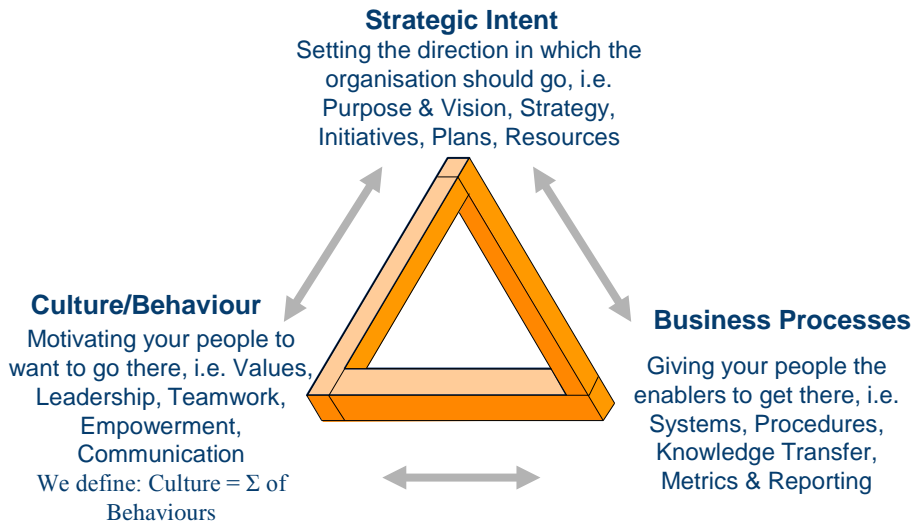 Strategic Intent
Setting the direction in which the
organisation should go, i.e.
Purpose & Vision, Strategy,
Initiatives, Plans, Resources
Culture/Behaviour
Motivating your people to
want to go there, i.e. Values,
Leadership, Teamwork,
Empowerment,
Communication
We define: Culture = Σ of
Behaviours
Business Processes
Giving your people the
enablers to get there, i.e.
Systems, Procedures,
Knowledge Transfer,
Metrics & Reporting